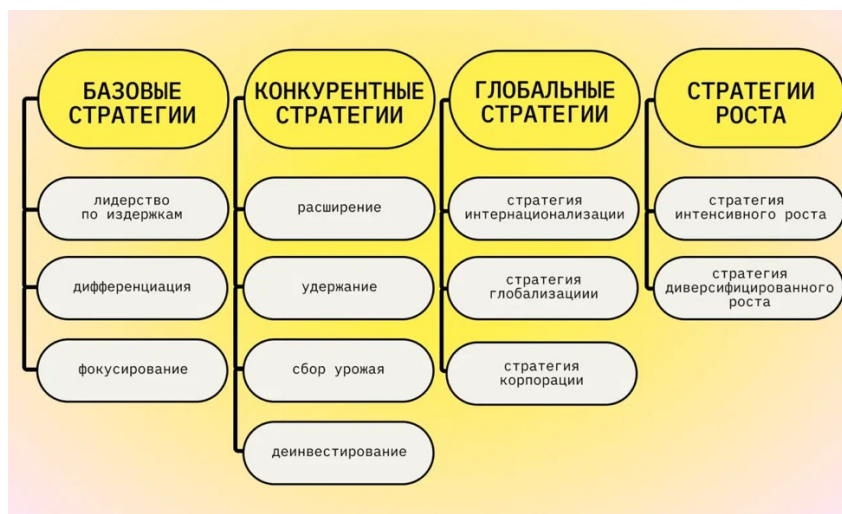 БАЗОВЫЕ
СТРАТЕГИИ
лидерство
по издержкам
дифференциация
фокусирование
КОНКУРЕНТНЫЕ
СТРАТЕГИИ
расширение
удержание
сбор урожая
деинвестирование
ГЛОБАЛЬНЫЕ
СТРАТЕГИИ
стратегия
интернационализации
стратегия
глобализациии
стратегия
корпорации
СТРАТЕГИИ
РОСТА
стратегия
интенсивного роста
стратегия
диверсифицированного
роста